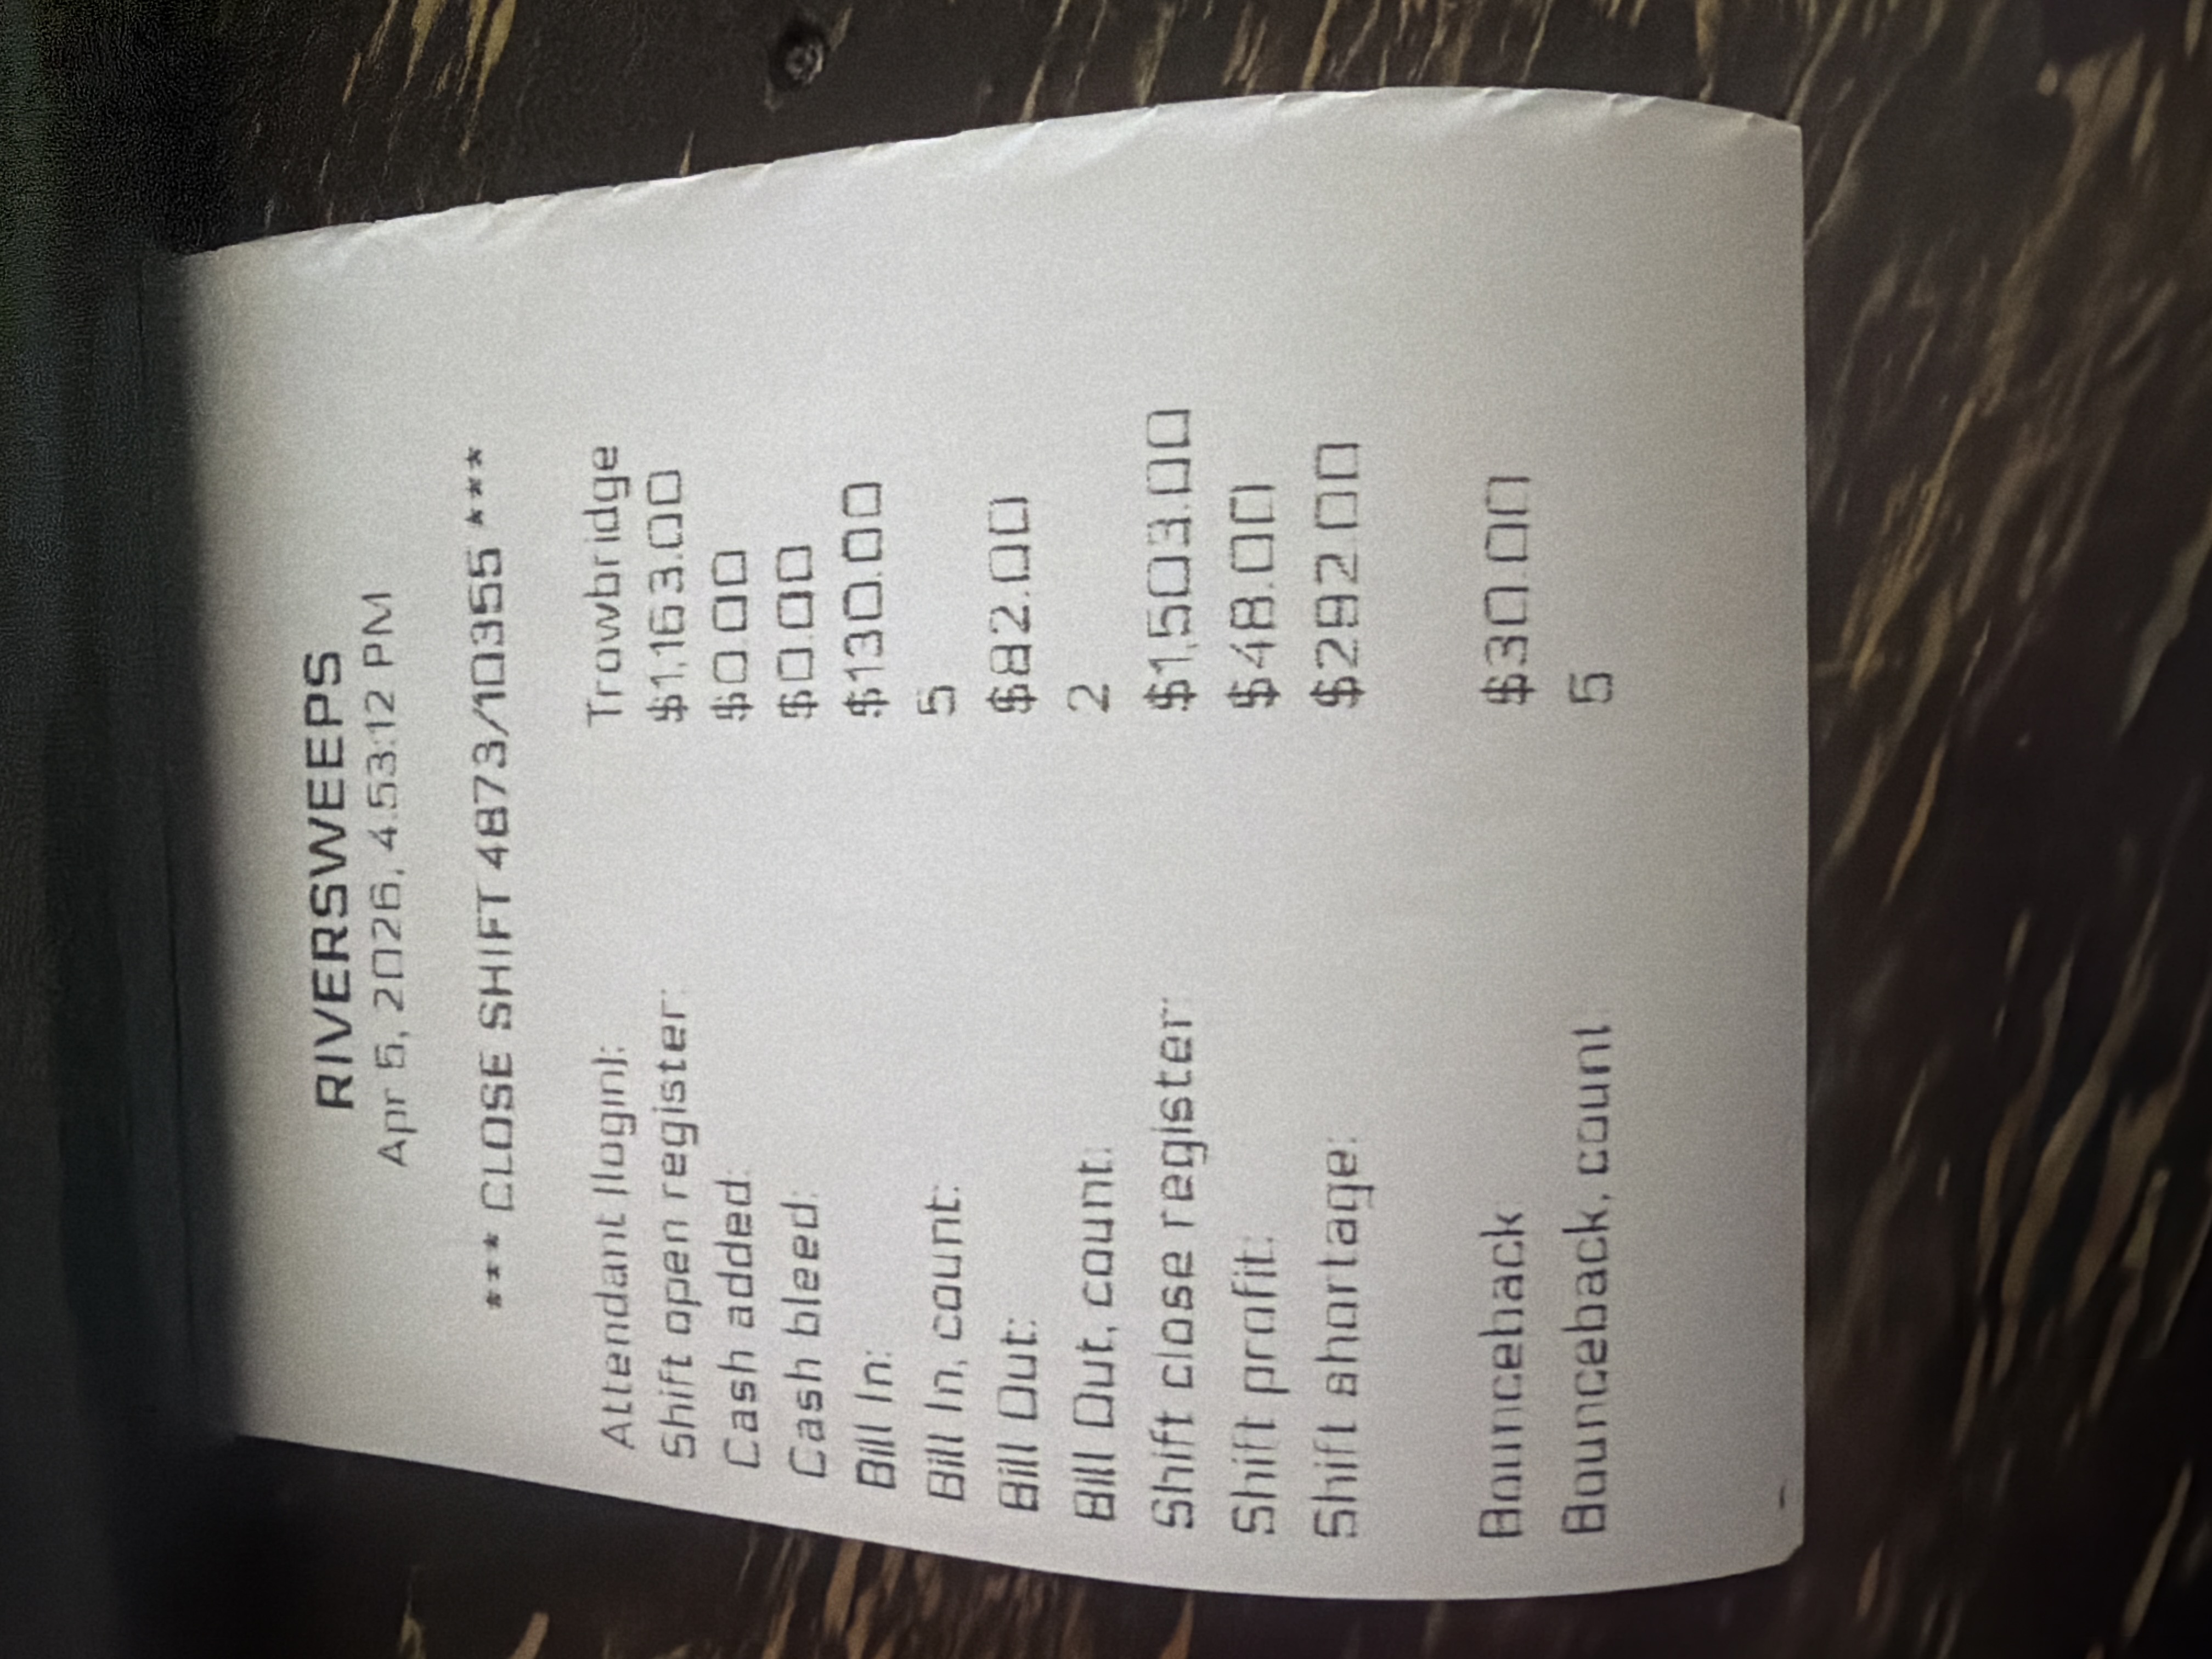 RIVERSWEEPS
Apr 5, 2026, 4:53:12 PM
*** CLOSE SHIFT 4873/10355 ***
Attendant (login): Trowbridge
Shift open register: $1,163.00
Cash added: $0.00
Cash bleed: $0.00
Bill In: $130.00
Bill In, count: 5
Bill Out: $82.00
Bill Out, count: 2
Shift close register: $1,503.00
Shift profit: $48.00
Shift shortage: $292.00
Bounceback $30.00
Bounceback, count 5